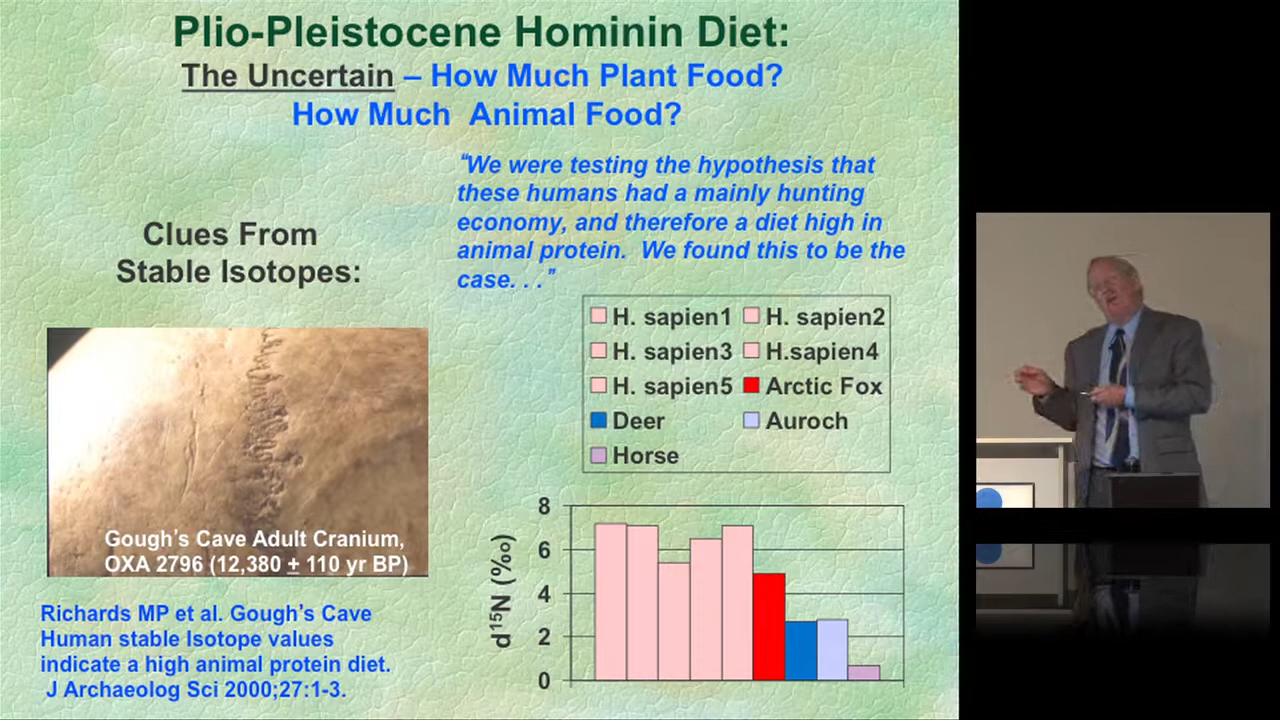 Plio-Pleistocene Hominin Diet:
The Uncertain – How Much Plant Food?
How Much Animal Food?
“We were testing the hypothesis that
these humans had a mainly hunting
economy, and therefore a diet high in
animal protein. We found this to be the
case. . .”
Clues From
Stable Isotopes:
H. sapien1 H. sapien2
H. sapien3 H.sapien4
H. sapien5 Arctic Fox
Deer Auroch
Horse
Gough’s Cave Adult Cranium,
OXA 2796 (12,380 ± 110 yr BP)
8
6
4
2
0
d¹⁵N (‰)
Richards MP et al. Gough’s Cave
Human stable Isotope values
indicate a high animal protein diet.
J Archaeolog Sci 2000;27:1-3.